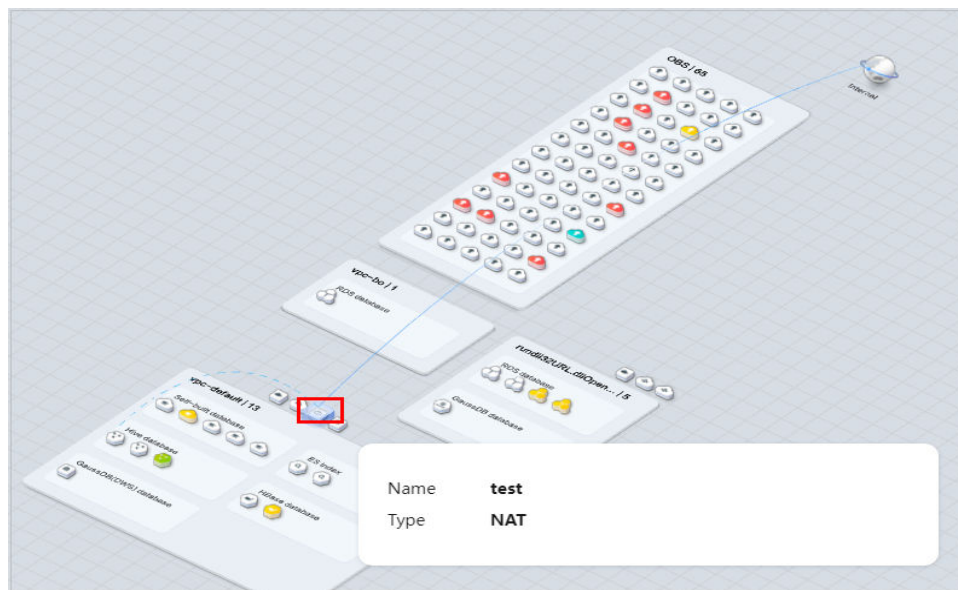 OBS | 65
Internet
vpc-bo | 1
RDS database
rundii32URL.dllOpen... | 5
RDS database
GaussDB database
vpc-default | 13
Self-built database
Hive database
ES Index
GaussDB(DWS) database
HBase database
Name test
Type NAT